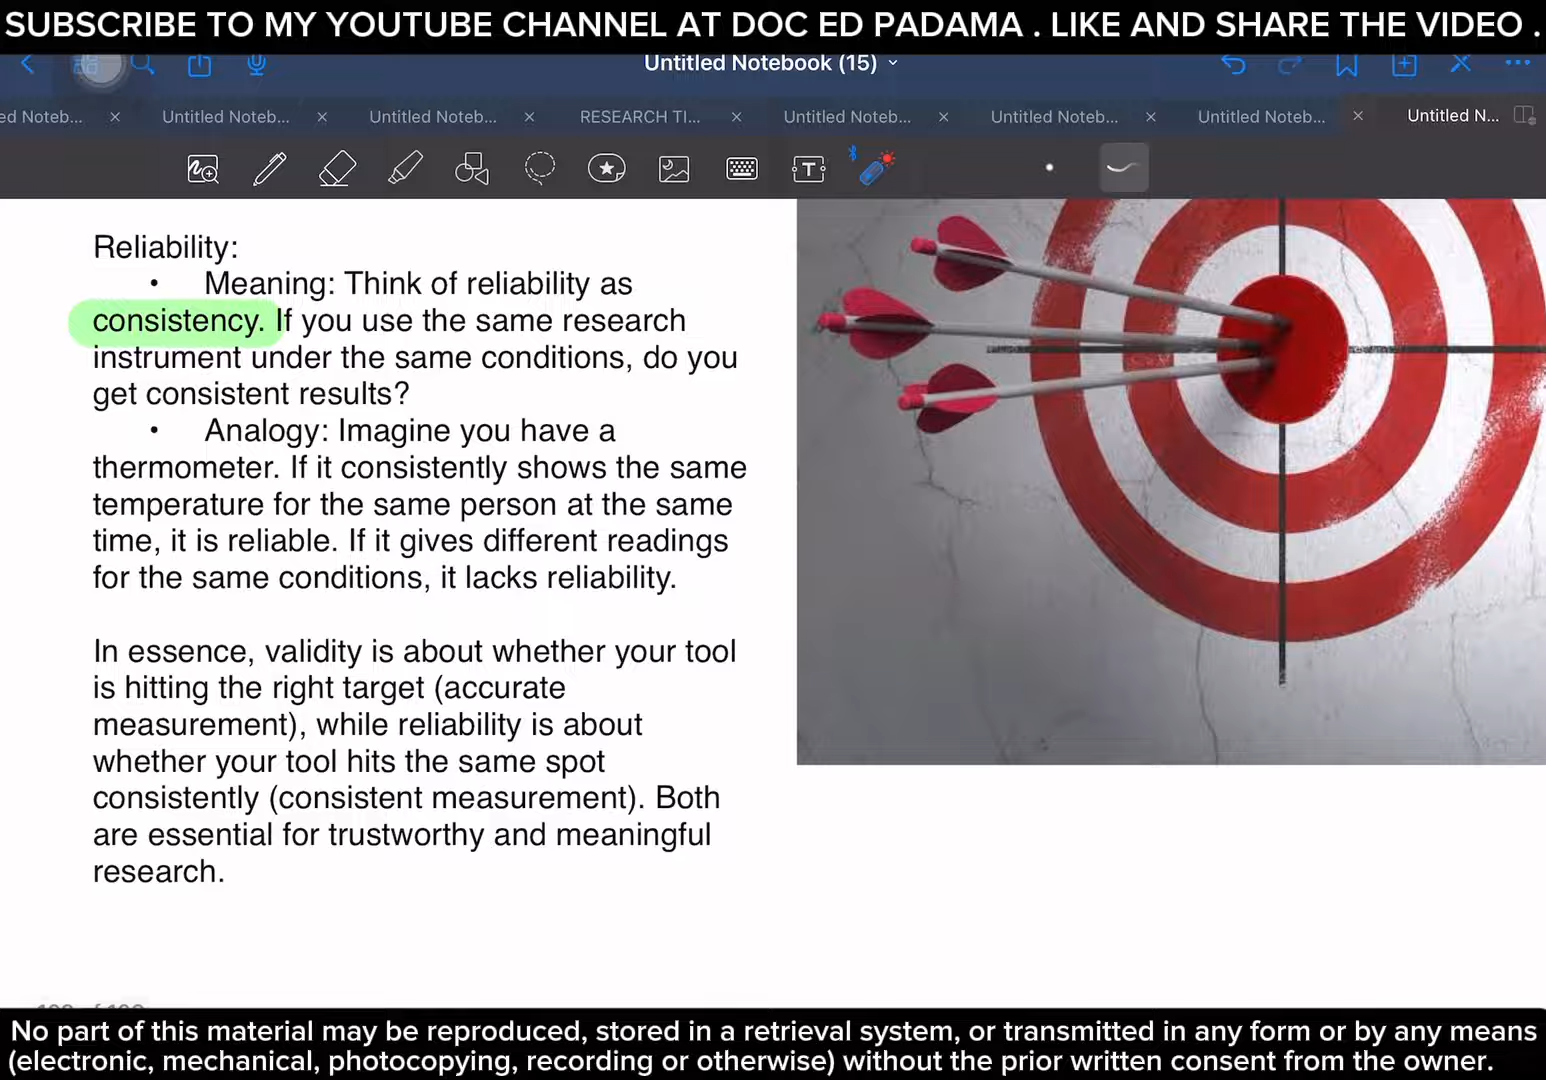 SUBSCRIBE TO MY YOUTUBE CHANNEL AT DOC ED PADAMA . LIKE AND SHARE THE VIDEO .
Untitled Notebook (15)
ed Noteb... Untitled Noteb... Untitled Noteb... RESEARCH TI... Untitled Noteb... Untitled Noteb... Untitled Noteb... Untitled N...
T
Reliability:
• Meaning: Think of reliability as
consistency. If you use the same research
instrument under the same conditions, do you
get consistent results?
• Analogy: Imagine you have a
thermometer. If it consistently shows the same
temperature for the same person at the same
time, it is reliable. If it gives different readings
for the same conditions, it lacks reliability.
In essence, validity is about whether your tool
is hitting the right target (accurate
measurement), while reliability is about
whether your tool hits the same spot
consistently (consistent measurement). Both
are essential for trustworthy and meaningful
research.
No part of this material may be reproduced, stored in a retrieval system, or transmitted in any form or by any means
(electronic, mechanical, photocopying, recording or otherwise) without the prior written consent from the owner.